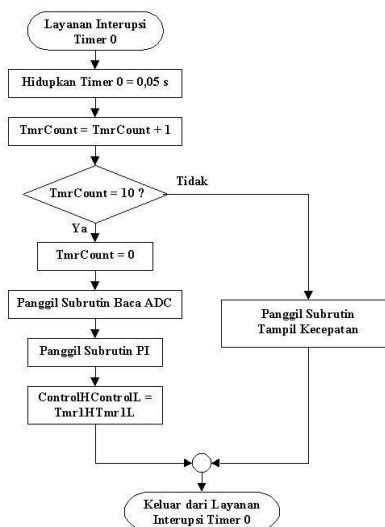 Layanan Interupsi
Timer 0
Hidupkan Timer 0 = 0,05 s
TmrCount = TmrCount + 1
TmrCount = 10 ?
Tidak
Ya
TmrCount = 0
Panggil Subrutin Baca ADC
Panggil Subrutin
Tampil Kecepatan
Panggil Subrutin PI
ControlHControlL =
Tmr1HTmr1L
Keluar dari Layanan
Interupsi Timer 0